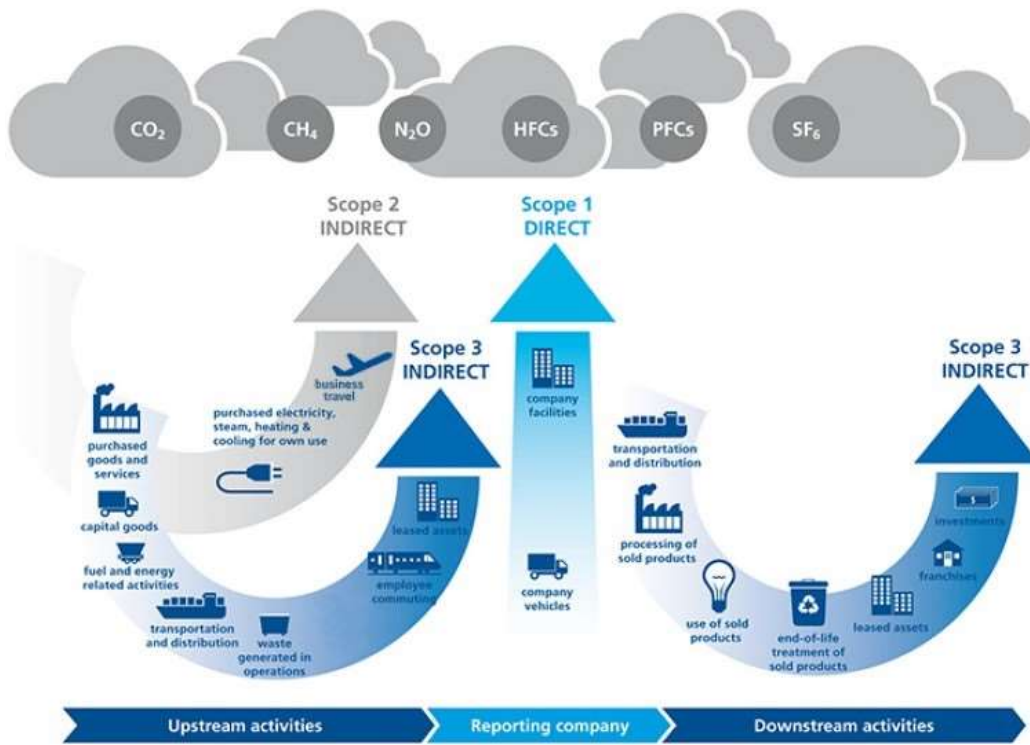 CO₂
CH₄
N₂O
HFCs
PFCs
SF₆
Scope 2
INDIRECT
Scope 1
DIRECT
Scope 3
INDIRECT
Scope 3
INDIRECT
business
travel
purchased electricity,
steam, heating &
cooling for own use
purchased
goods and
services
capital goods
fuel and energy
related activities
transportation
and distribution
waste
generated in
operations
employee
commuting
leased assets
company
facilities
company
vehicles
transportation
and distribution
processing of
sold products
use of sold
products
end-of-life
treatment of
sold products
leased assets
franchises
$
investments
Upstream activities
Reporting company
Downstream activities